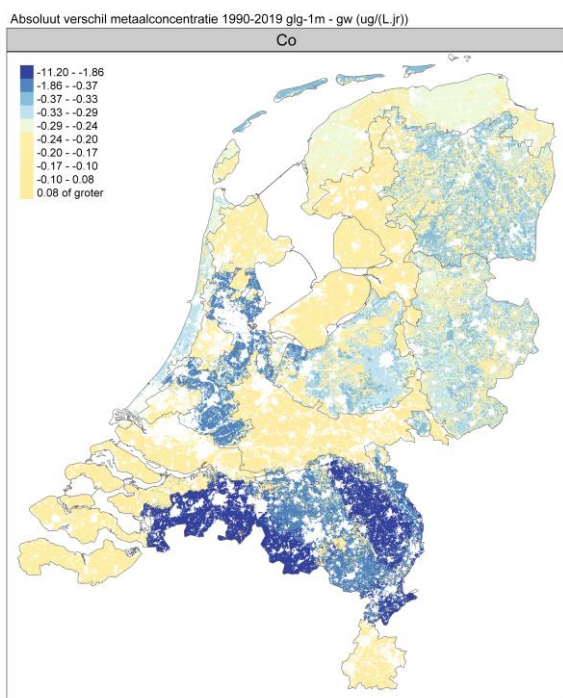 Absoluut verschil metaalconcentratie 1990-2019 glg-1m - gw (ug/(L.jr))
Co
-11.20 - -1.86
-1.86 - -0.37
-0.37 - -0.33
-0.33 - -0.29
-0.29 - -0.24
-0.24 - -0.20
-0.20 - -0.17
-0.17 - -0.10
-0.10 - 0.08
0.08 of groter